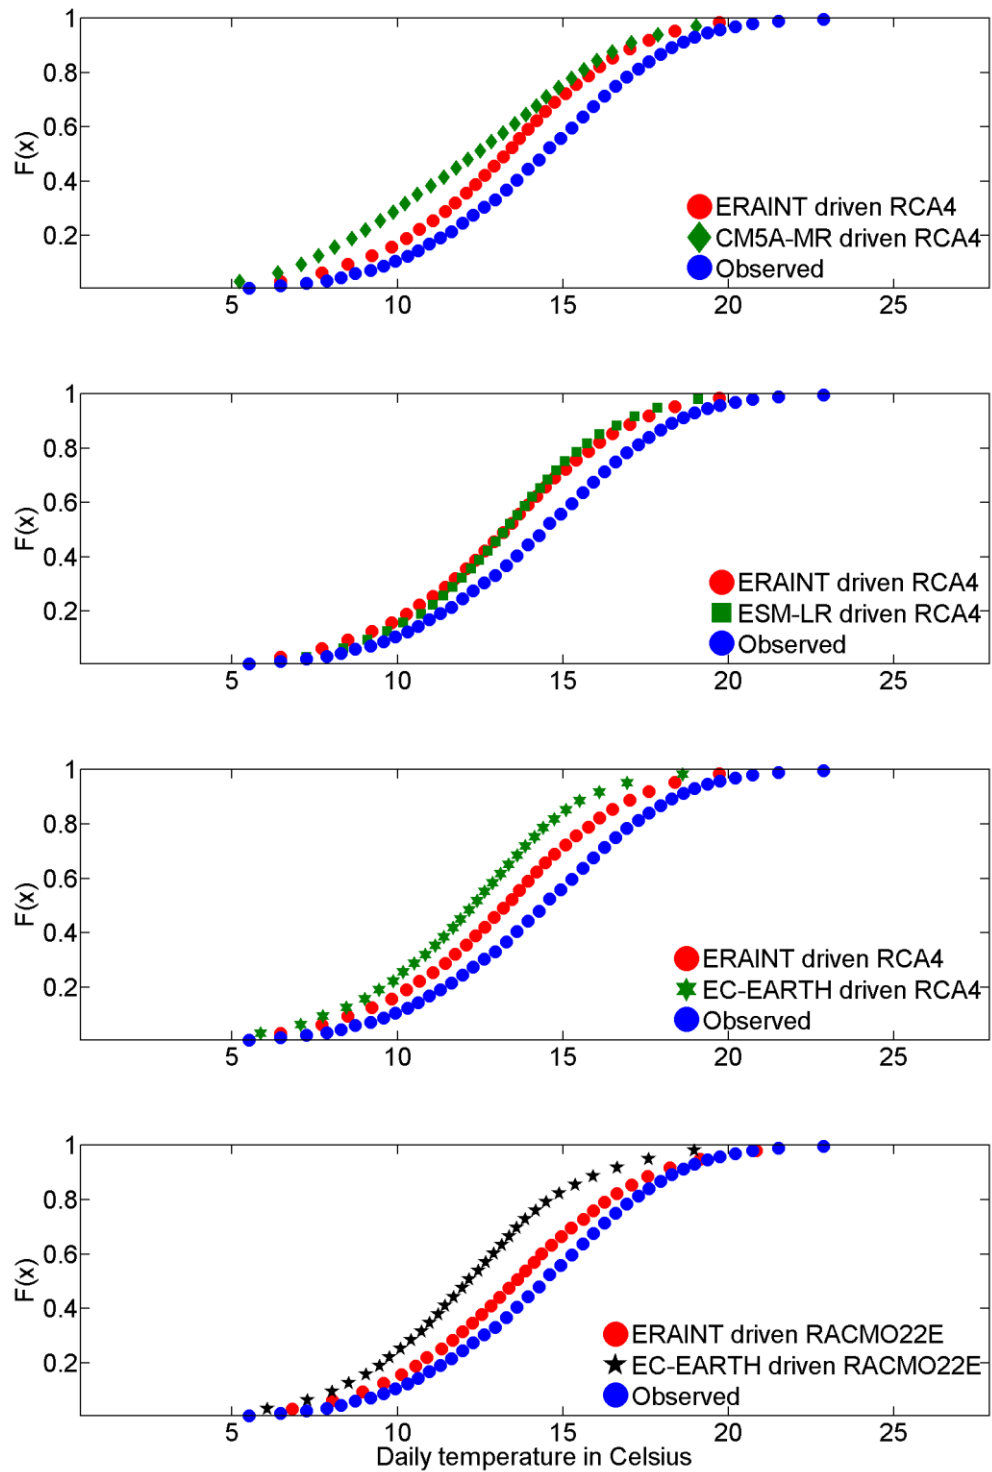 1
0.8
0.6
0.4
0.2
F(x)
ERAINT driven RCA4
CM5A-MR driven RCA4
Observed
5 10 15 20 25
1
0.8
0.6
0.4
0.2
F(x)
ERAINT driven RCA4
ESM-LR driven RCA4
Observed
5 10 15 20 25
1
0.8
0.6
0.4
0.2
F(x)
ERAINT driven RCA4
EC-EARTH driven RCA4
Observed
5 10 15 20 25
1
0.8
0.6
0.4
0.2
F(x)
ERAINT driven RACMO22E
EC-EARTH driven RACMO22E
Observed
5 10 15 20 25
Daily temperature in Celsius